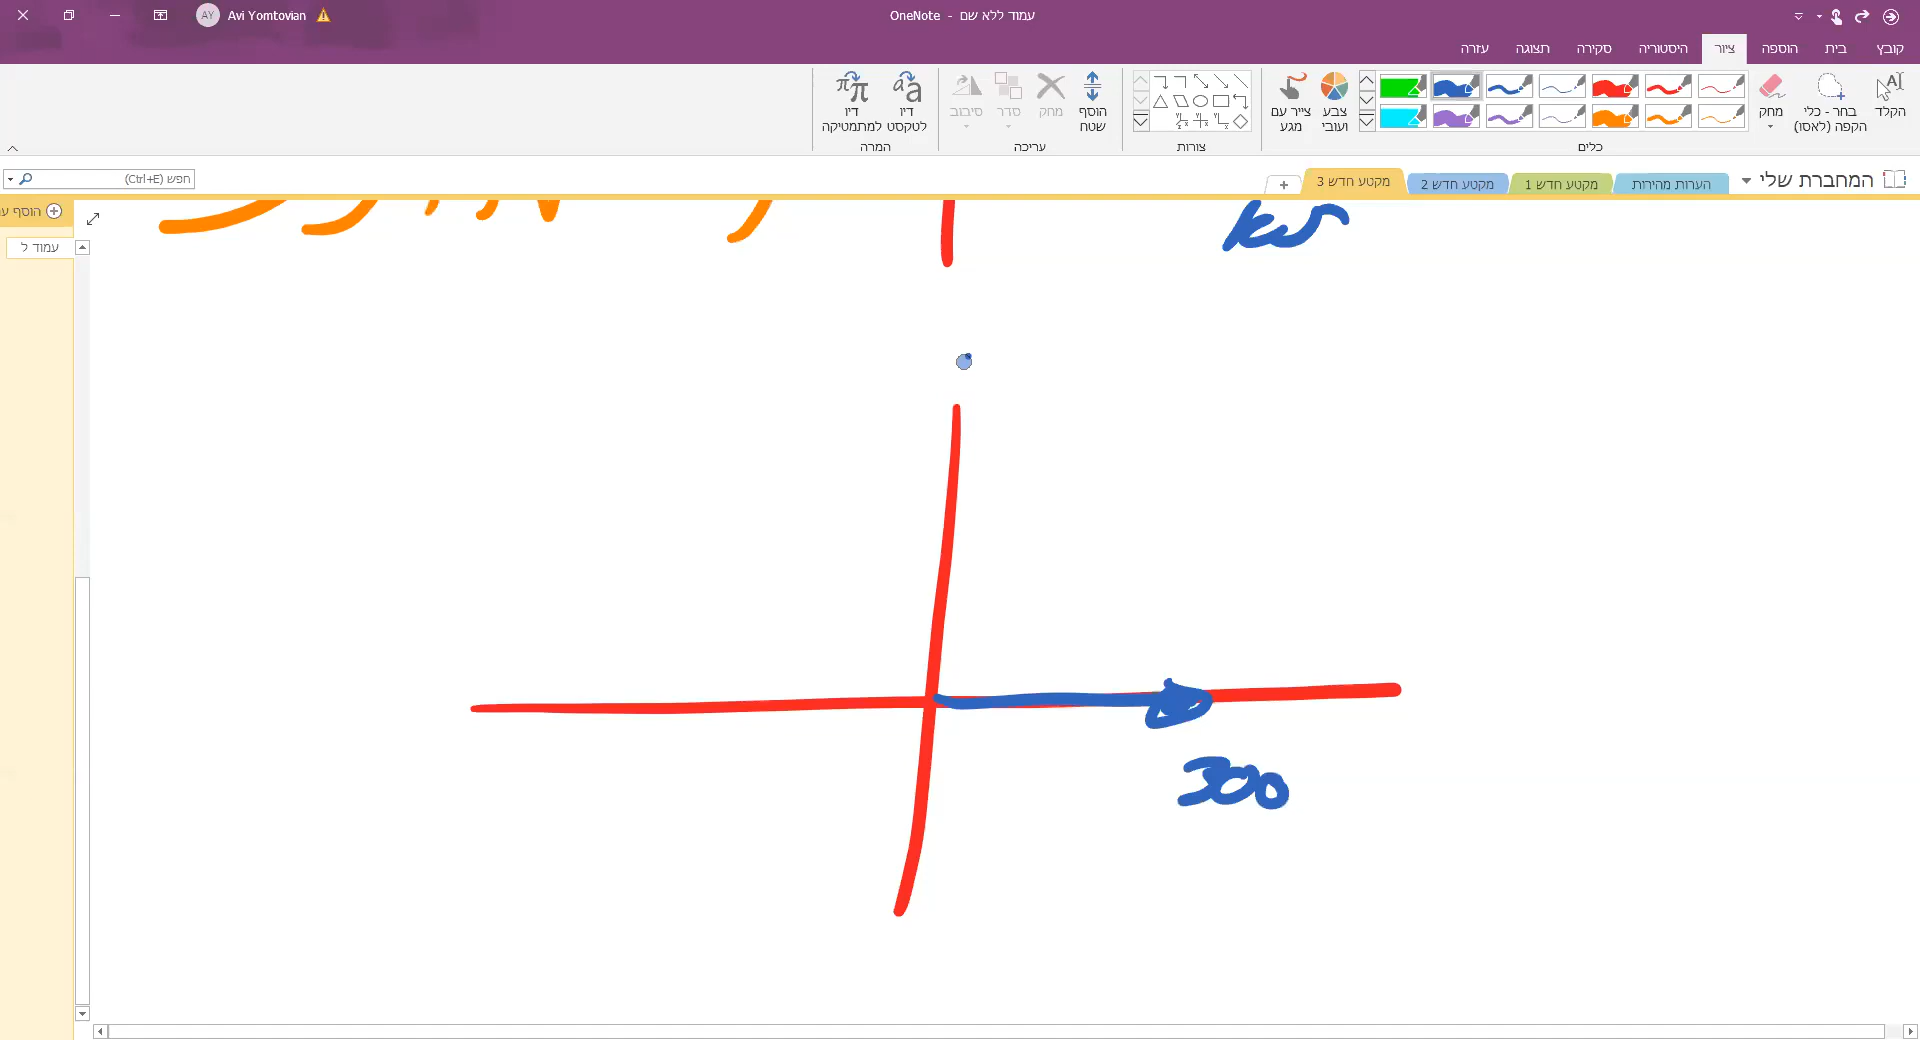 Avi Yomtovian
עמוד ללא שם - OneNote
קובץ בית הוספה ציור היסטוריה סקירה תצוגה עזרה
הקלד
בחר - כלי הקפה (לאסו)
מחק
כלים
צבע ועובי
צייר עם מגע
צורות
הוסף שטח
מחק
סדר
סיבוב
עריכה
דיו לטקסט
דיו למתמטיקה
המרה
המחברת שלי
הערות מהירות
מקטע חדש 1
מקטע חדש 2
מקטע חדש 3
חפש (Ctrl+E)
הוסף
עמוד ל
300